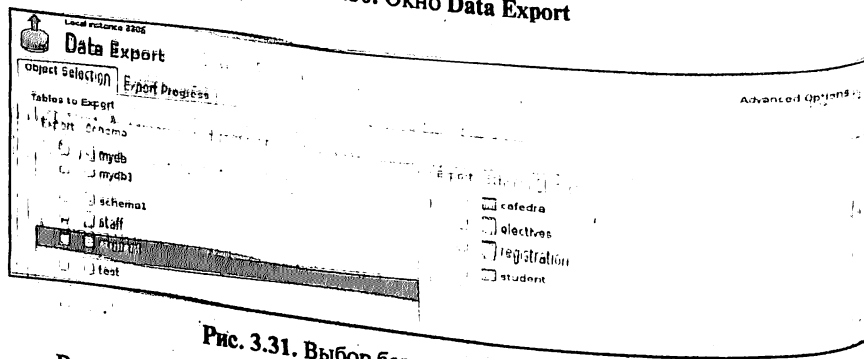 Окно Data Export
Local instance 3306
Data Export
Object Selection Export Progress
Advanced Options
Tables to Export
Export Schema
mydb
mydb1
schema1
staff
test
Export
cafedra
electives
registration
student
Рис. 3.31. Выбор